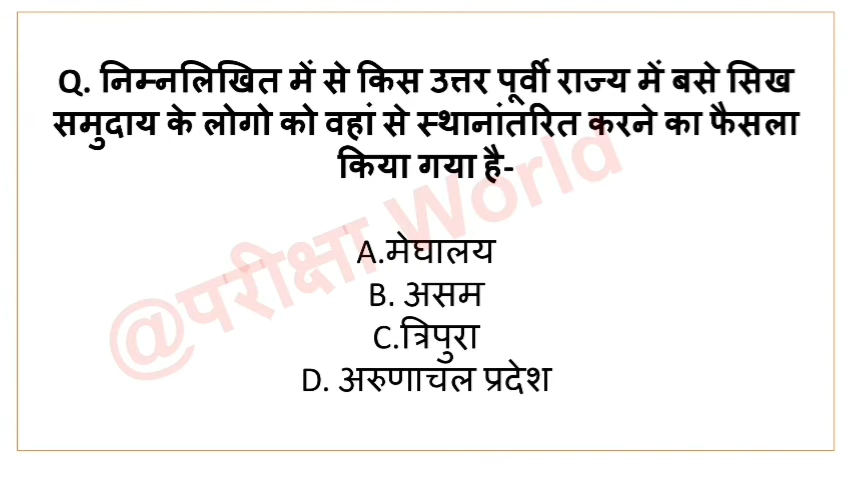 Q. निम्नलिखित में से किस उत्तर पूर्वी राज्य में बसे सिख
समुदाय के लोगो को वहां से स्थानांतरित करने का फैसला
किया गया है-
@परीक्षा World
A.मेघालय
B. असम
C.त्रिपुरा
D. अरुणाचल प्रदेश